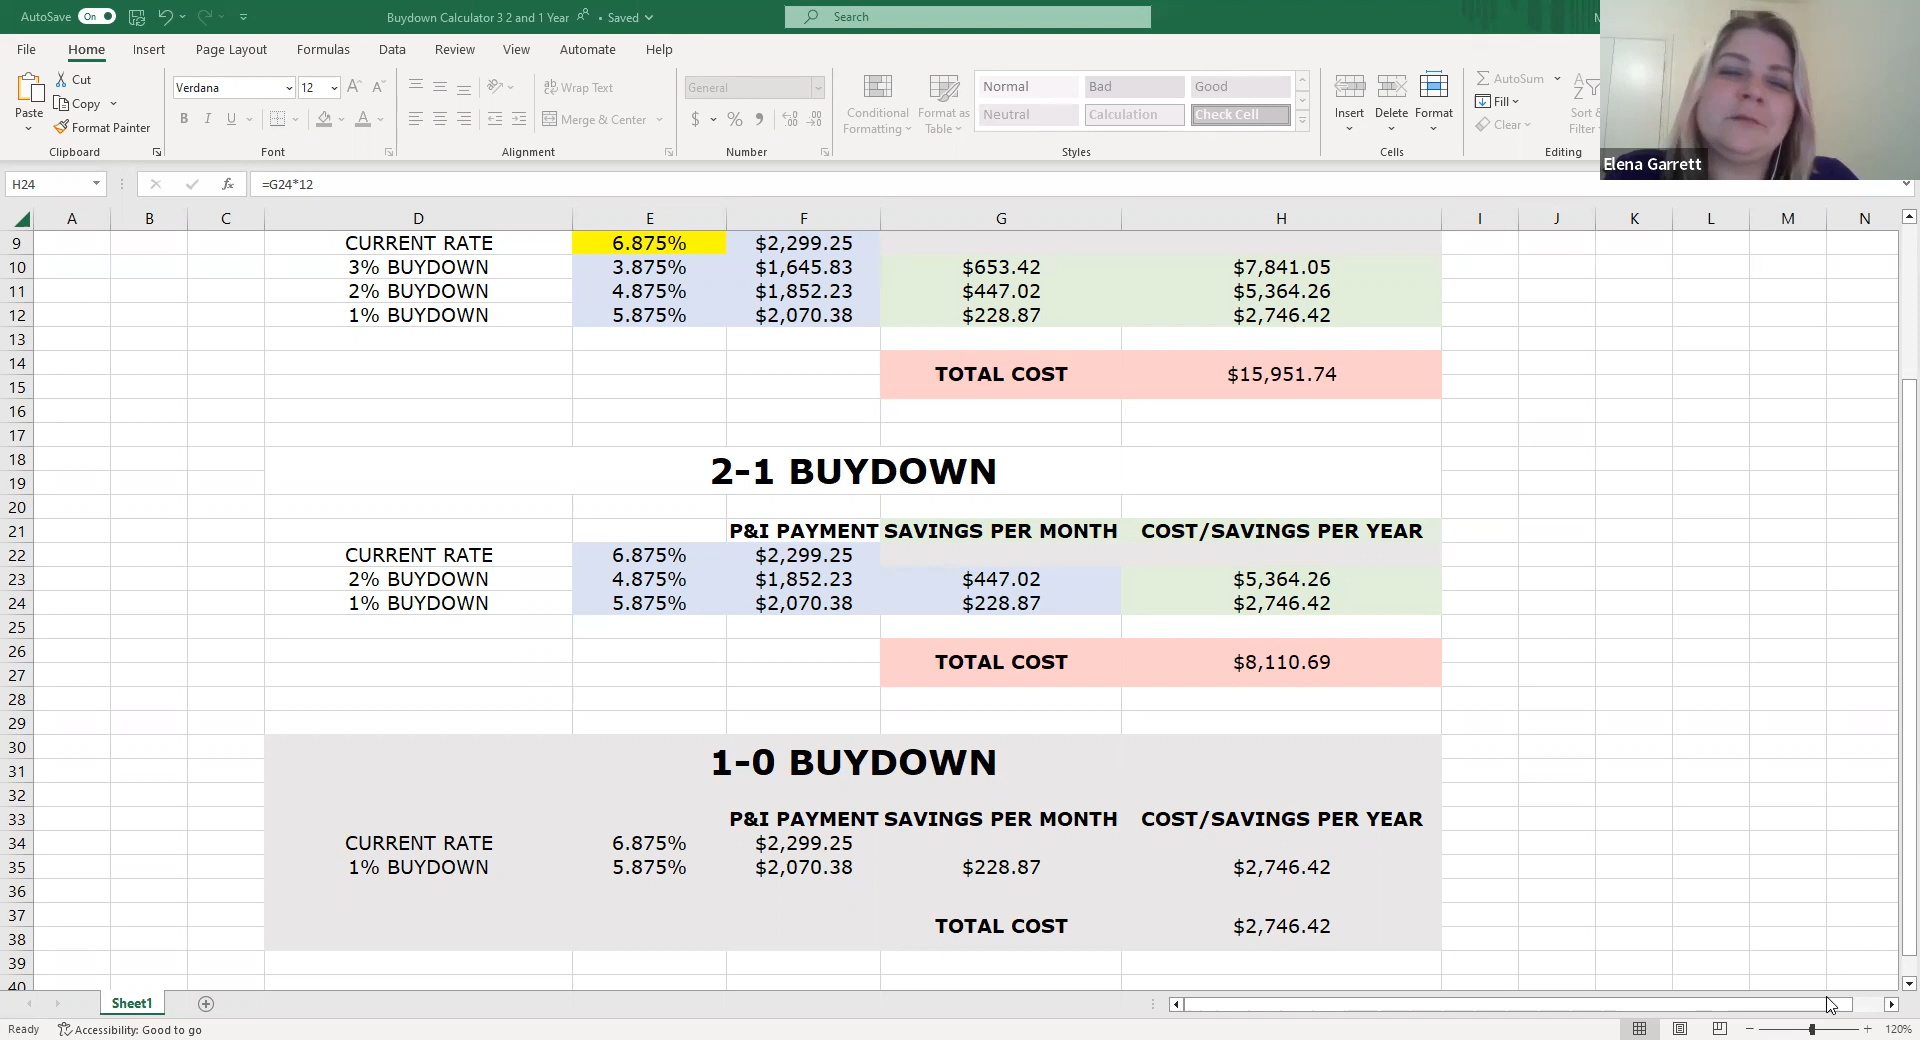 AutoSave On Buydown Calculator 3 2 and 1 Year • Saved Search
File Home Insert Page Layout Formulas Data Review View Automate Help
Paste Cut Copy Format Painter
Clipboard
Verdana 12 A A B I U A
Font
ab Wrap Text
Merge & Center
Alignment
General
$ % 9
Number
Conditional Formatting
Format as Table
Normal Bad Good
Neutral Calculation Check Cell
Styles
Insert Delete Format
Cells
AutoSum
Fill
Clear
Sort & Filter
Editing
Elena Garrett
H24 fx =G24*12
A B C D E F G H I J K L M N
9 CURRENT RATE 6.875% $2,299.25
10 3% BUYDOWN 3.875% $1,645.83 $653.42 $7,841.05
11 2% BUYDOWN 4.875% $1,852.23 $447.02 $5,364.26
12 1% BUYDOWN 5.875% $2,070.38 $228.87 $2,746.42
13
14
TOTAL COST $15,951.74
15
16
17
18
2-1 BUYDOWN
19
20
21 P&I PAYMENT SAVINGS PER MONTH COST/SAVINGS PER YEAR
22 CURRENT RATE 6.875% $2,299.25
23 2% BUYDOWN 4.875% $1,852.23 $447.02 $5,364.26
24 1% BUYDOWN 5.875% $2,070.38 $228.87 $2,746.42
25
26
TOTAL COST $8,110.69
27
28
29
30
1-0 BUYDOWN
31
32
33 P&I PAYMENT SAVINGS PER MONTH COST/SAVINGS PER YEAR
34 CURRENT RATE 6.875% $2,299.25
35 1% BUYDOWN 5.875% $2,070.38 $228.87 $2,746.42
36
37
TOTAL COST $2,746.42
38
39
40
Sheet1
Ready Accessibility: Good to go 120%